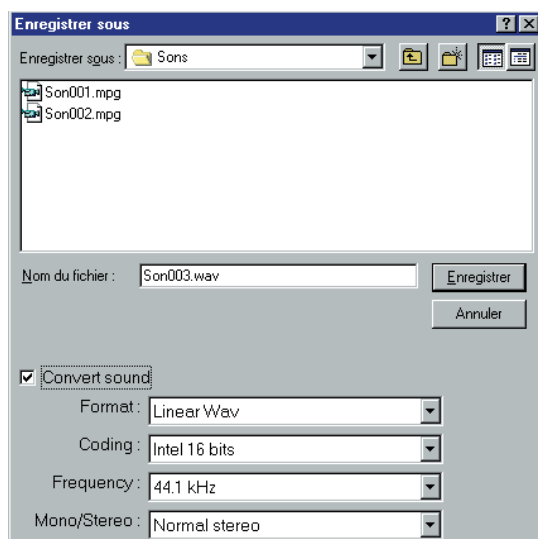 Enregistrer sous
Enregistrer sous : Sons
Son001.mpg
Son002.mpg
Nom du fichier : Son003.wav Enregistrer
Annuler
Convert sound
Format : Linear Wav
Coding : Intel 16 bits
Frequency : 44.1 kHz
Mono/Stereo : Normal stereo